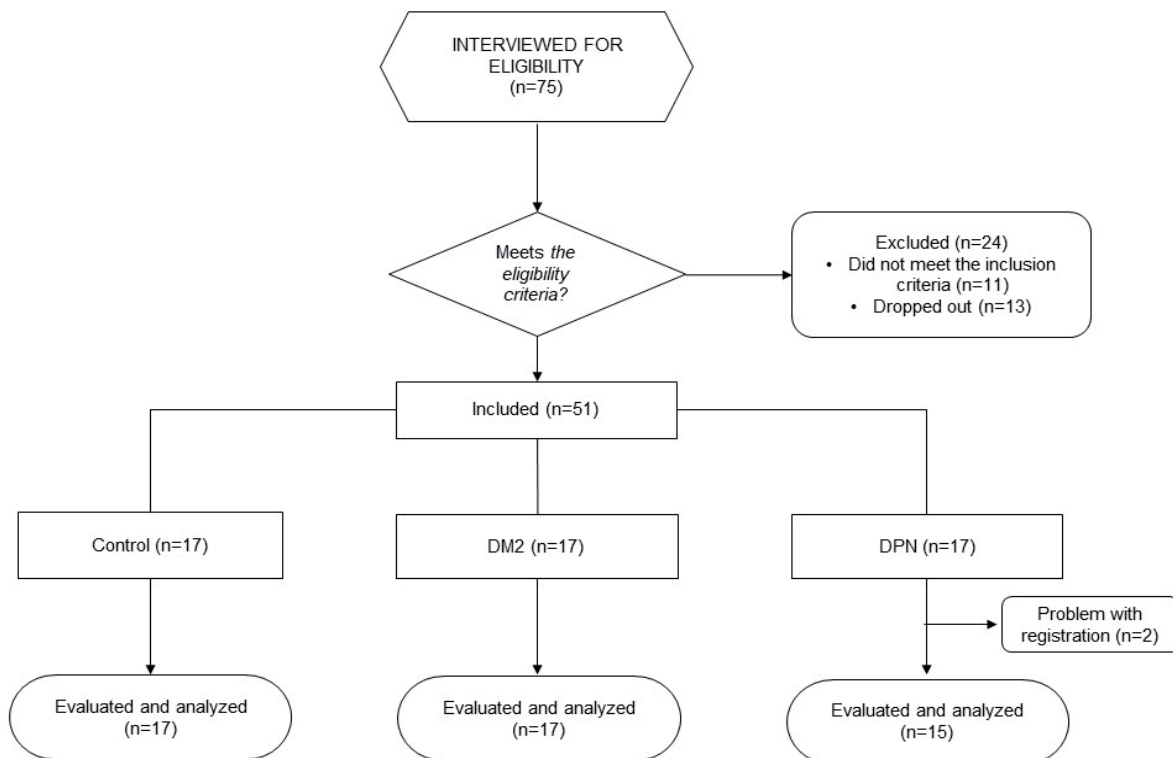 INTERVIEWED FOR
ELIGIBILITY
(n=75)
Meets the
eligibility
criteria?
Excluded (n=24)
• Did not meet the inclusion
criteria (n=11)
• Dropped out (n=13)
Included (n=51)
Control (n=17)
DM2 (n=17)
DPN (n=17)
Problem with
registration (n=2)
Evaluated and analyzed
(n=17)
Evaluated and analyzed
(n=17)
Evaluated and analyzed
(n=15)